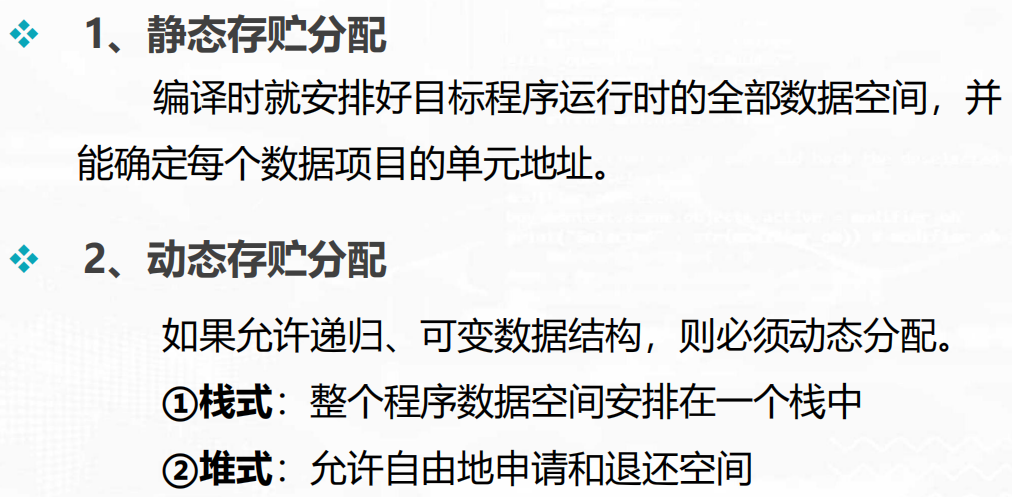 1、静态存贮分配
编译时就安排好目标程序运行时的全部数据空间，并
能确定每个数据项目的单元地址。
2、动态存贮分配
如果允许递归、可变数据结构，则必须动态分配。
①栈式：整个程序数据空间安排在一个栈中
②堆式：允许自由地申请和退还空间